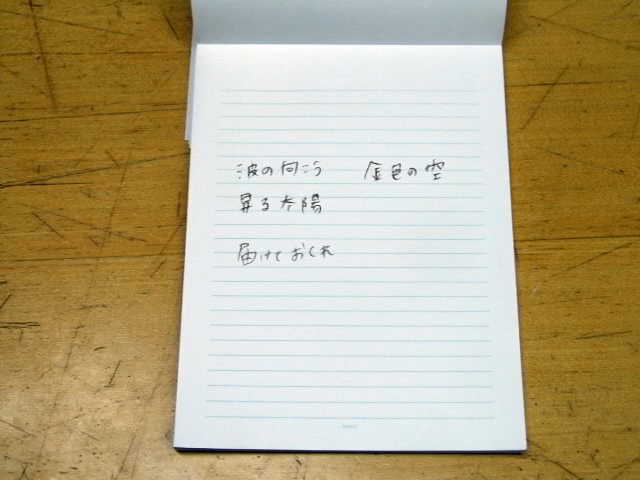 波の向こう　金色の空
昇る太陽
届けておくれ